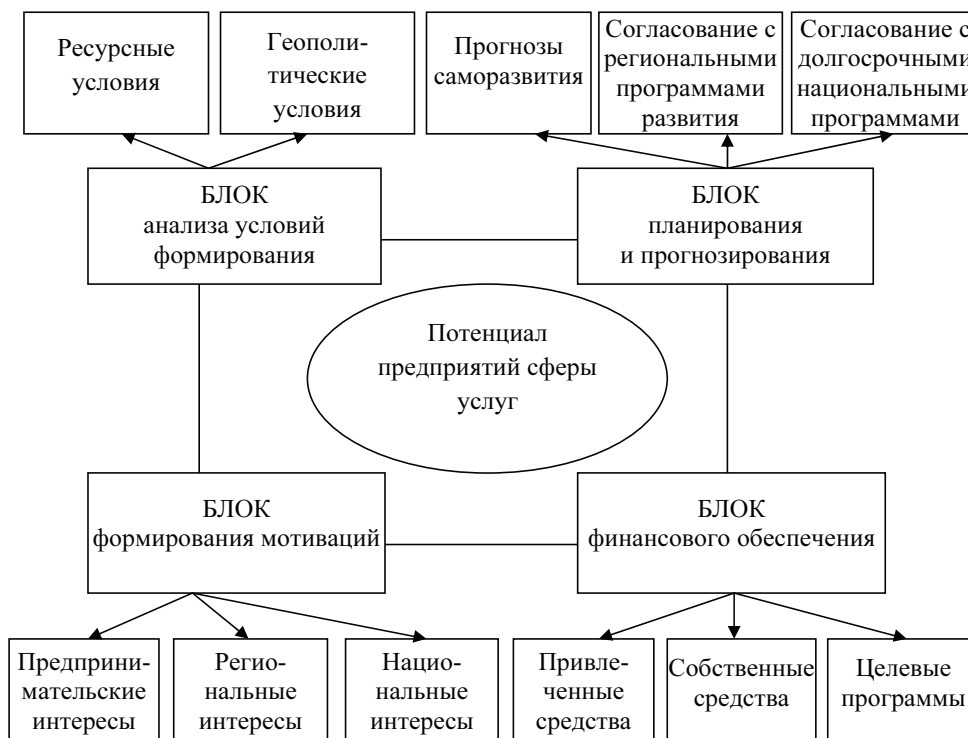 Ресурсные
условия
Геополи-
тические
условия
Прогнозы
саморазвития
Согласование с
региональными
программами
развития
Согласование с
долгосрочными
национальными
программами
БЛОК
анализа условий
формирования
БЛОК
планирования
и прогнозирования
Потенциал
предприятий сферы
услуг
БЛОК
формирования мотиваций
БЛОК
финансового обеспечения
Предприни-
мательские
интересы
Регио-
нальные
интересы
Нацио-
нальные
интересы
Привле-
ченные
средства
Собственные
средства
Целевые
программы